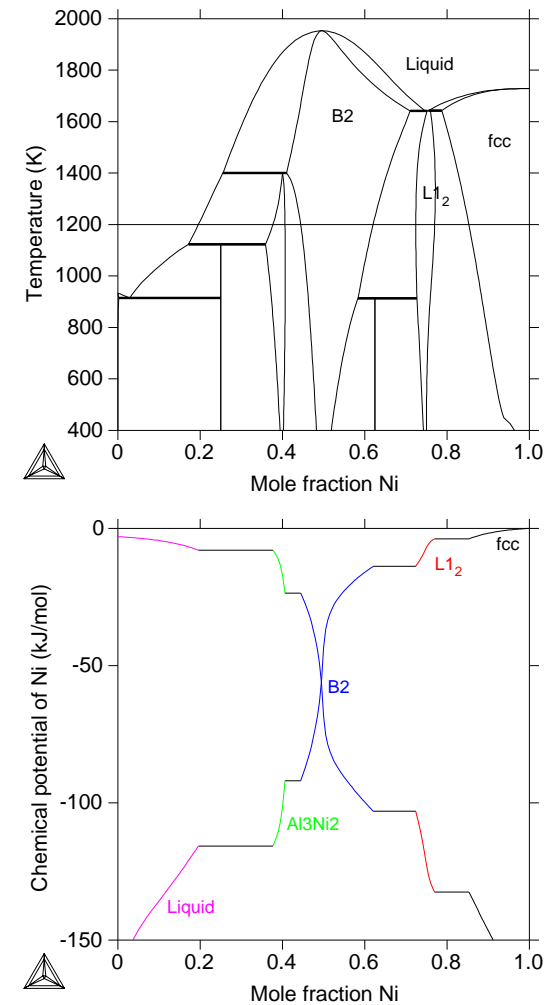 2000
1800
1600
1400
1200
1000
800
600
400
Temperature (K)
Liquid
B2
fcc
L1₂
0 0.2 0.4 0.6 0.8 1.0
Mole fraction Ni
0
-50
-100
-150
Chemical potential of Ni (kJ/mol)
fcc
L1₂
B2
Al3Ni2
Liquid
0 0.2 0.4 0.6 0.8 1.0
Mole fraction Ni